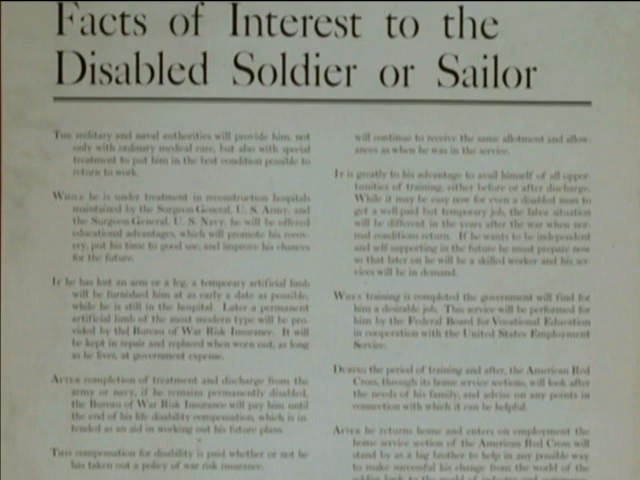 Facts of Interest to the
Disabled Soldier or Sailor
The military and naval authorities will provide him, not
only with ordinary medical care, but also with special
treatment to put him in the best condition possible to
return to work.
While he is under treatment in reconstruction hospitals
maintained by the Surgeon-General, U. S. Army, and
the Surgeon-General, U. S. Navy, he will be offered
educational advantages, which will promote his recov-
ery, put his time to good use, and improve his chances
for the future.
If he has lost an arm or a leg, a temporary artificial limb
will be furnished him at as early a date as possible,
while he is still in the hospital. Later a permanent
artificial limb of the most modern type will be pro-
vided by the Bureau of War Risk Insurance. It will
be kept in repair and replaced when worn out, as long
as he lives, at government expense.
After completion of treatment and discharge from the
army or navy, if he remains permanently disabled,
the Bureau of War Risk Insurance will pay him until
the end of his life disability compensation, which is in-
tended as an aid in working out his future plans.
This compensation for disability is paid whether or not he
has taken out a policy of war risk insurance.
will continue to receive the same allotment and allow-
ances as when he was in the service.
It is greatly to his advantage to avail himself of all oppor-
tunities of training, either before or after discharge.
While it may be easy now for even a disabled man to
get a well paid but temporary job, the labor situation
will be different in the years after the war when nor-
mal conditions return. If he wants to be independent
and self-supporting in the future he must prepare now
so that later on he will be a skilled worker and his ser-
vices will be in demand.
When training is completed the government will find for
him a desirable job. This service will be performed for
him by the Federal Board for Vocational Education
in cooperation with the United States Employment
Service.
During the period of training and after, the American Red
Cross, through its home service sections, will look after
the needs of his family, and advise on any points in
connection with which it can be helpful.
After he returns home and enters on employment the
home service section of the American Red Cross will
stand by as a big brother to help in any possible way
to make successful his change from the world of the